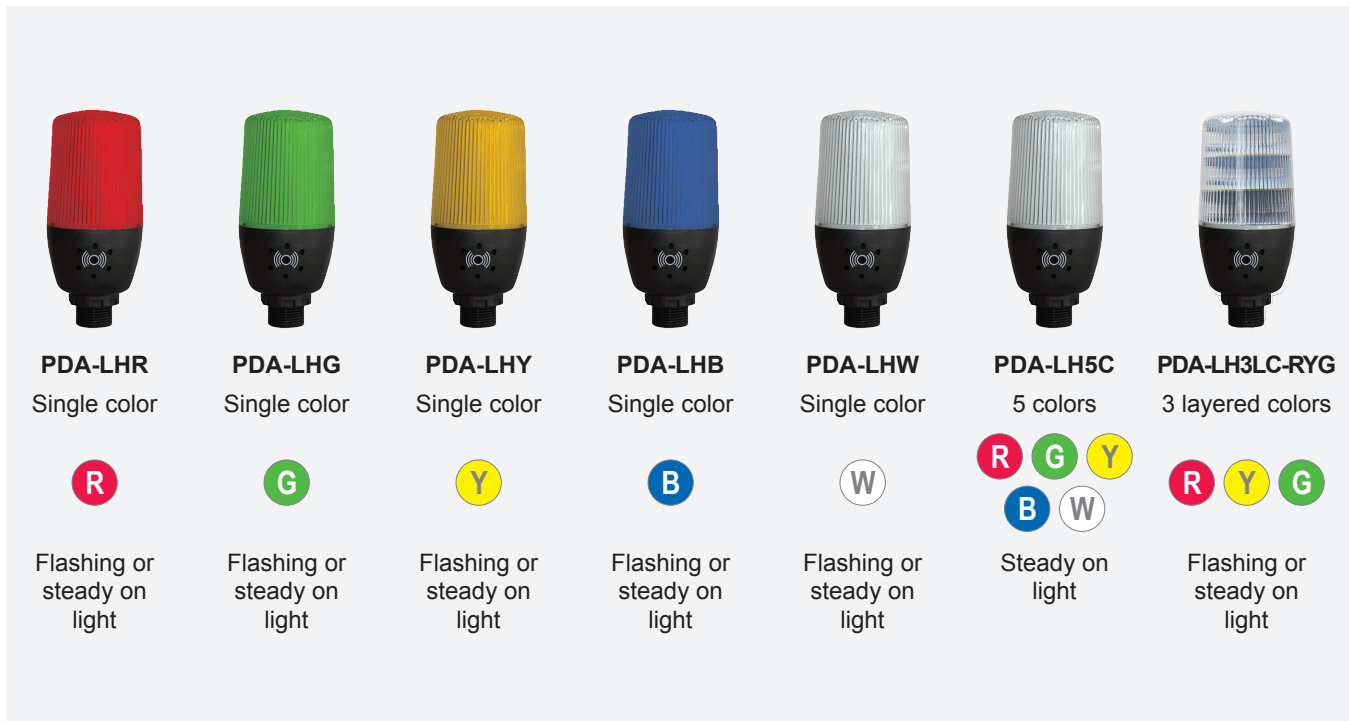 PDA-LHR
Single color
R
Flashing or
steady on
light
PDA-LHG
Single color
G
Flashing or
steady on
light
PDA-LHY
Single color
Y
Flashing or
steady on
light
PDA-LHB
Single color
B
Flashing or
steady on
light
PDA-LHW
Single color
W
Flashing or
steady on
light
PDA-LH5C
5 colors
R G Y
B W
Steady on
light
PDA-LH3LC-RYG
3 layered colors
R Y G
Flashing or
steady on
light